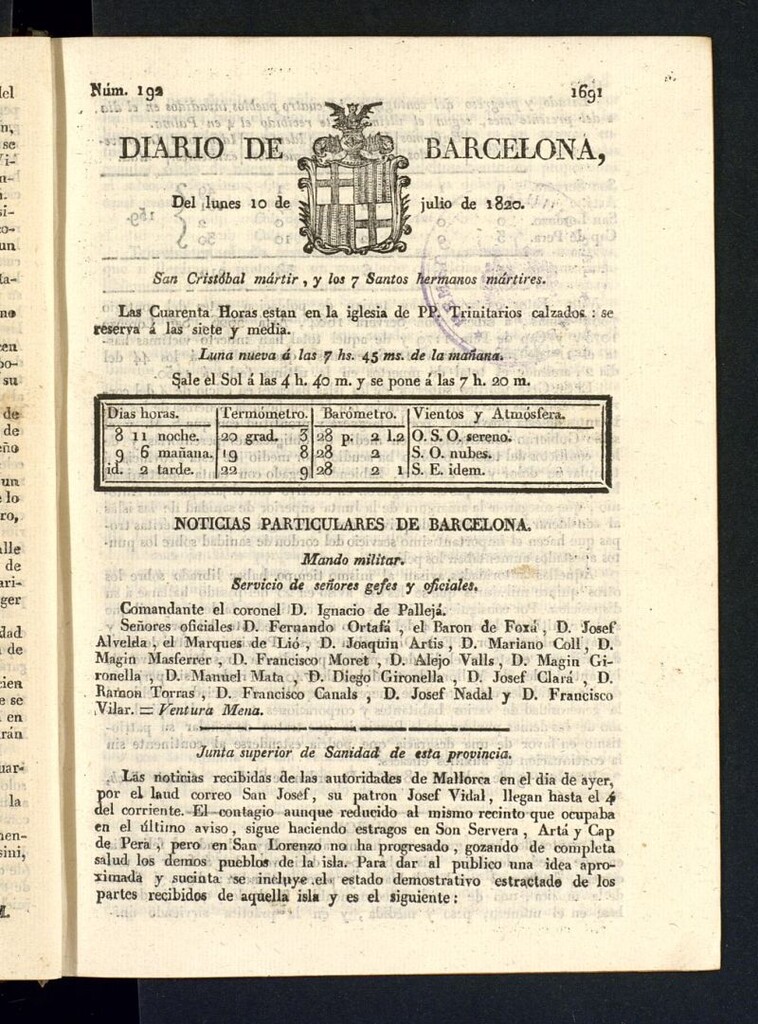 Núm. 192 1691
DIARIO DE BARCELONA,
Del lunes 10 de julio de 1820.
San Cristóbal mártir, y los 7 Santos hermanos mártires.
Las Cuarenta Horas estan en la iglesia de PP. Trinitarios calzados : se
reserva á las siete y media.
Luna nueva á las 7 hs. 45 ms. de la mañana.
Sale el Sol á las 4 h. 40 m. y se pone á las 7 h. 20 m.
Dias horas. Termómetro. Barómetro. Vientos y Atmósfera.
8 11 noche. 20 grad. 3 28 p. 2 l.2 O. S. O. sereno.
9 6 mañana. 19 8 28 2 S. O. nubes.
id. 2 tarde. 22 9 28 2 1 S. E. idem.
NOTICIAS PARTICULARES DE BARCELONA.
Mando militar.
Servicio de señores gefes y oficiales.
Comandante el coronel D. Ignacio de Pallejá.
Señores oficiales D. Fernando Ortafá , el Baron de Foxá , D. Josef
Alvelda , el Marques de Lió , D. Joaquin Artis , D. Mariano Coll , D.
Magin Masferrer , D. Francisco Moret , D. Alejo Valls , D. Magin Gi-
ronella , D. Manuel Mata , D. Diego Gironella , D. Josef Clará , D.
Ramon Torras , D. Francisco Canals , D. Josef Nadal y D. Francisco
Vilar. = Ventura Mena.
Junta superior de Sanidad de esta provincia.
Las noticias recibidas de las autoridades de Mallorca en el dia de ayer,
por el laud correo San Josef, su patron Josef Vidal, llegan hasta el 4
del corriente. El contagio aunque reducido al mismo recinto que ocupaba
en el último aviso , sigue haciendo estragos en Son Servera , Artá y Cap
de Pera , pero en San Lorenzo no ha progresado , gozando de completa
salud los demos pueblos de la isla. Para dar al publico una idea apro-
ximada y sucinta se incluye el estado demostrativo estractado de los
partes recibidos de aquella isla y es el siguiente :